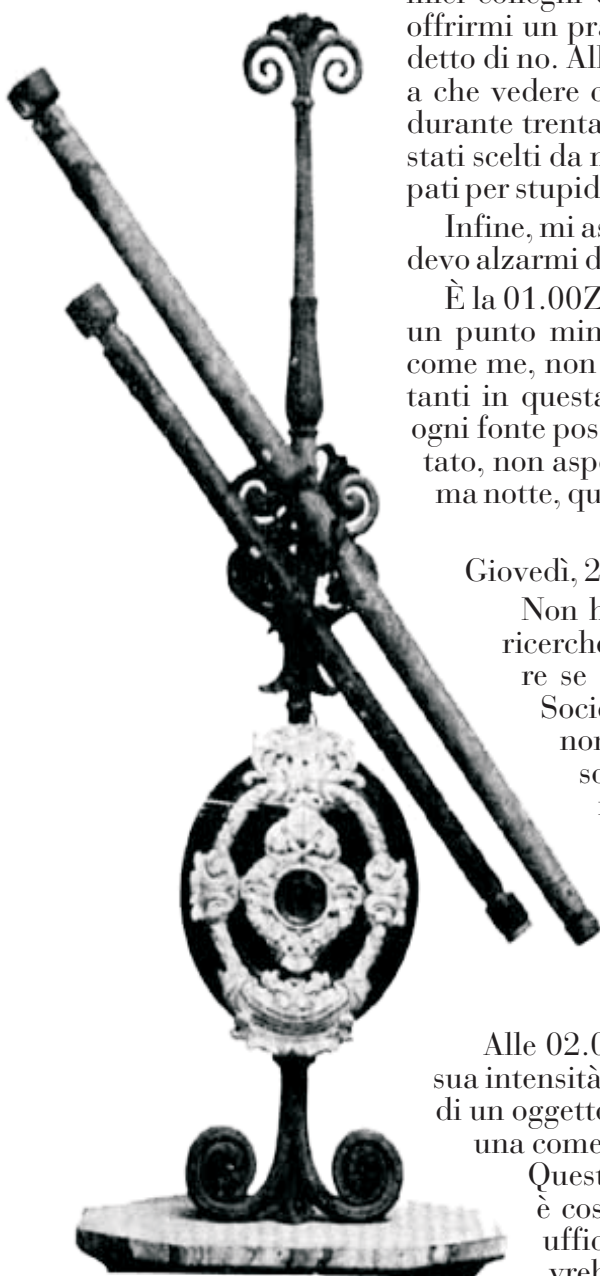 offrirmi un pra
detto di no. All
a che vedere
durante trenta
stati scelti da
pati per stupid
Infine, mi as
devo alzarmi d
È la 01.00Z
un punto min
come me, non
tanti in questa
ogni fonte pos
tato, non aspe
ma notte, qu
Giovedì, 2
Non h
ricerche
re se
Socie
non
so
Alle 02.0
sua intensità
di un oggetto
una come
Quest
è cos
uffic
vreb